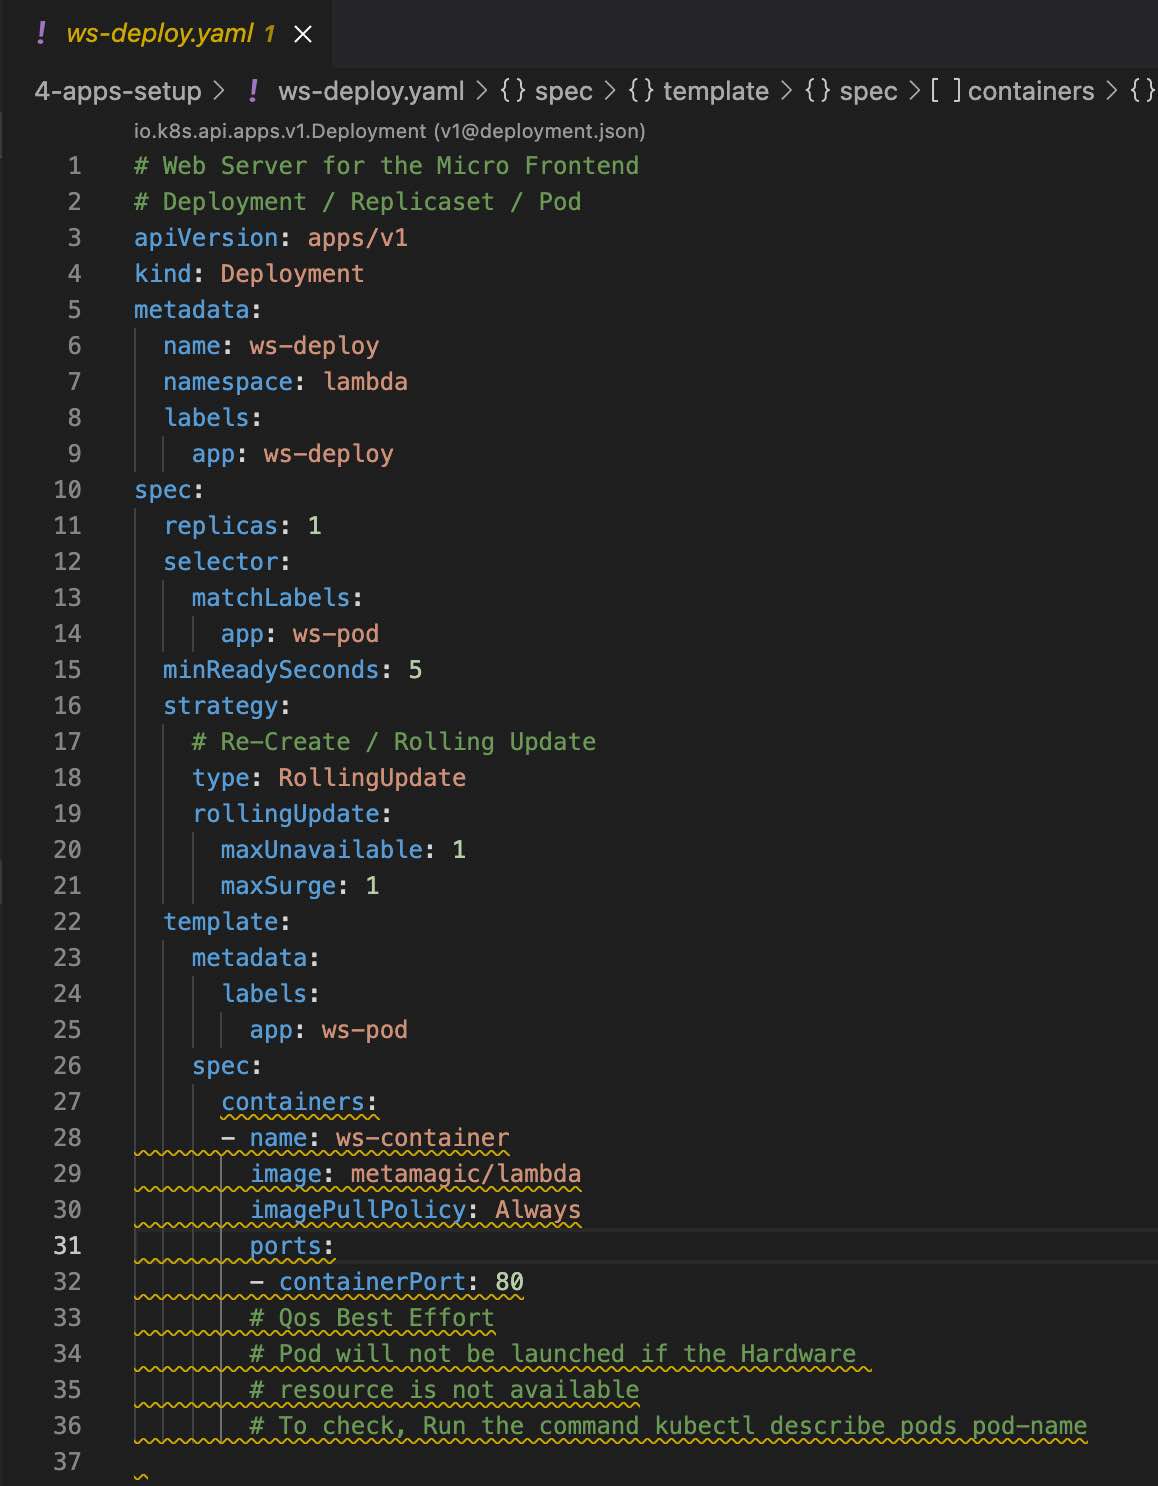 ! ws-deploy.yaml 1 ×
4-apps-setup > ! ws-deploy.yaml > {} spec > {} template > {} spec > [ ] containers > {}
io.k8s.api.apps.v1.Deployment (v1@deployment.json)
1 # Web Server for the Micro Frontend
2 # Deployment / Replicaset / Pod
3 apiVersion: apps/v1
4 kind: Deployment
5 metadata:
6   name: ws-deploy
7   namespace: lambda
8   labels:
9     app: ws-deploy
10 spec:
11   replicas: 1
12   selector:
13     matchLabels:
14       app: ws-pod
15   minReadySeconds: 5
16   strategy:
17     # Re-Create / Rolling Update
18     type: RollingUpdate
19     rollingUpdate:
20       maxUnavailable: 1
21       maxSurge: 1
22   template:
23     metadata:
24       labels:
25         app: ws-pod
26     spec:
27       containers:
28       - name: ws-container
29         image: metamagic/lambda
30         imagePullPolicy: Always
31         ports:
32         - containerPort: 80
33         # Qos Best Effort
34         # Pod will not be launched if the Hardware
35         # resource is not available
36         # To check, Run the command kubectl describe pods pod-name
37